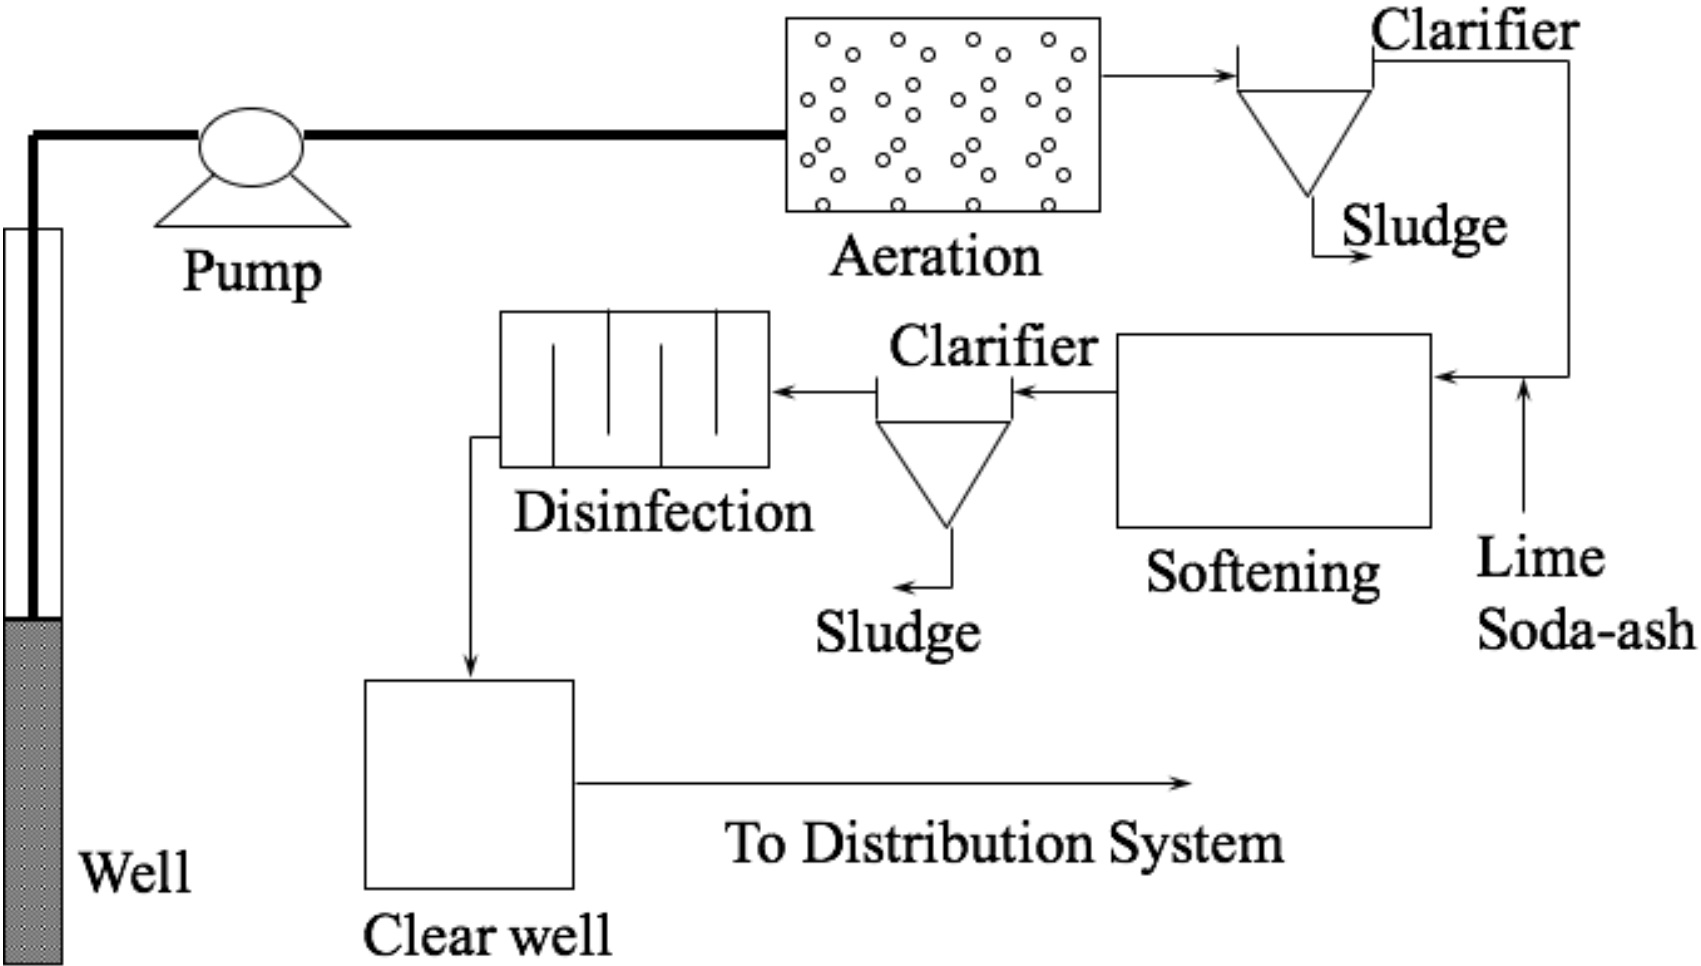 Clarifier
Sludge
Aeration
Pump
Clarifier
Disinfection
Softening
Lime
Soda-ash
Sludge
To Distribution System
Well
Clear well